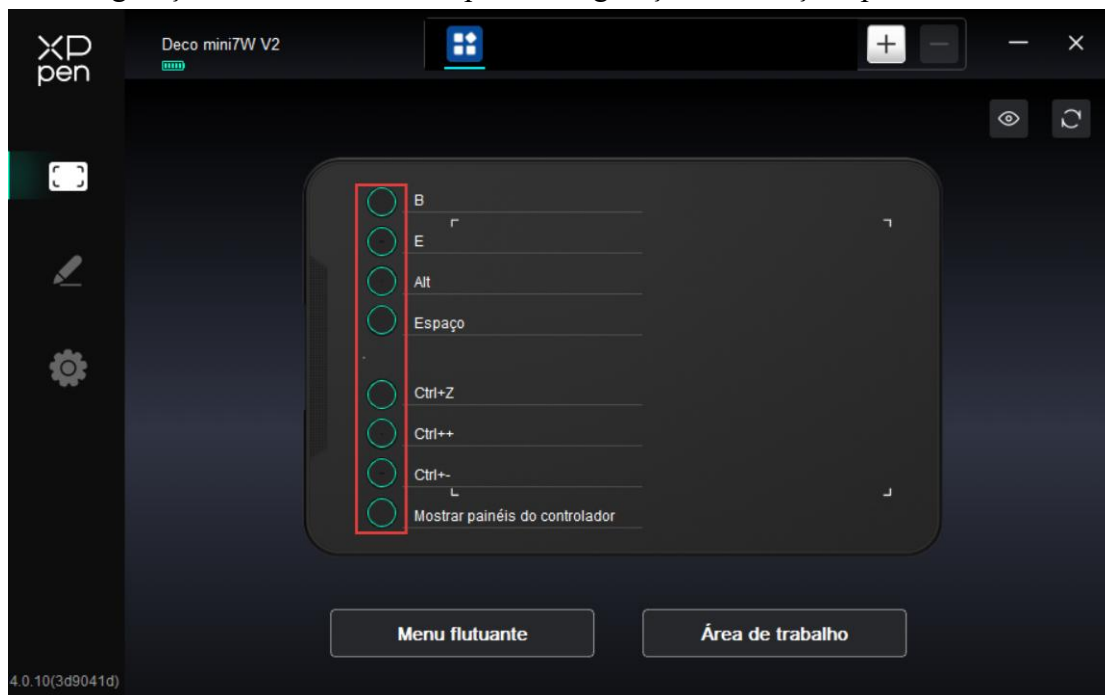 XP
pen
Deco mini7W V2
B
E
Alt
Espaço
Ctrl+Z
Ctrl++
Ctrl+-
Mostrar painéis do controlador
Menu flutuante
Área de trabalho
4.0.10(3d9041d)